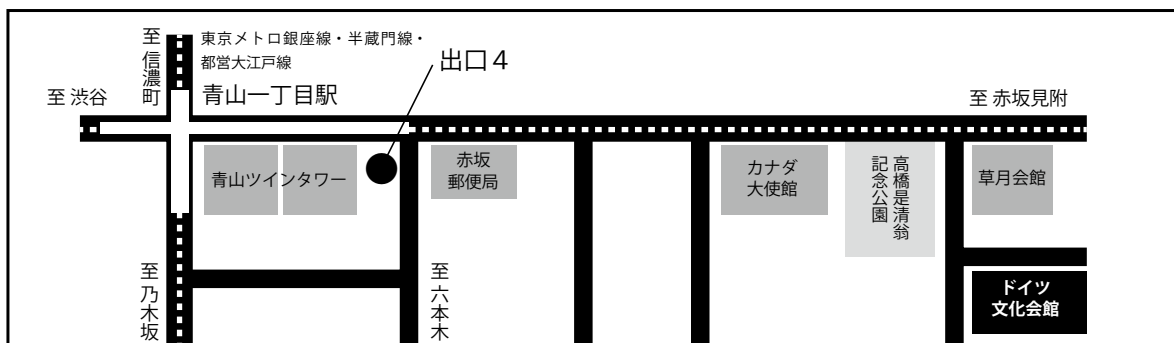 至 信濃町
東京メトロ銀座線・半蔵門線・
都営大江戸線
出口4
至 渋谷
青山一丁目駅
至 赤坂見附
青山ツインタワー
赤坂
郵便局
カナダ
大使館
高橋是清翁
記念公園
草月会館
至 乃木坂
至 六本木
ドイツ
文化会館